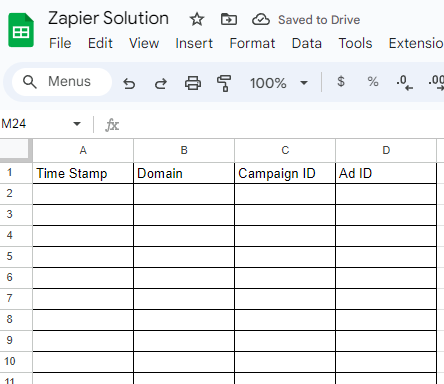 Zapier Solution Saved to Drive
File Edit View Insert Format Data Tools Extensio
Menus 100% $ % .0 .00
M24 fx
A B C D
1 Time Stamp Domain Campaign ID Ad ID
2
3
4
5
6
7
8
9
10
11